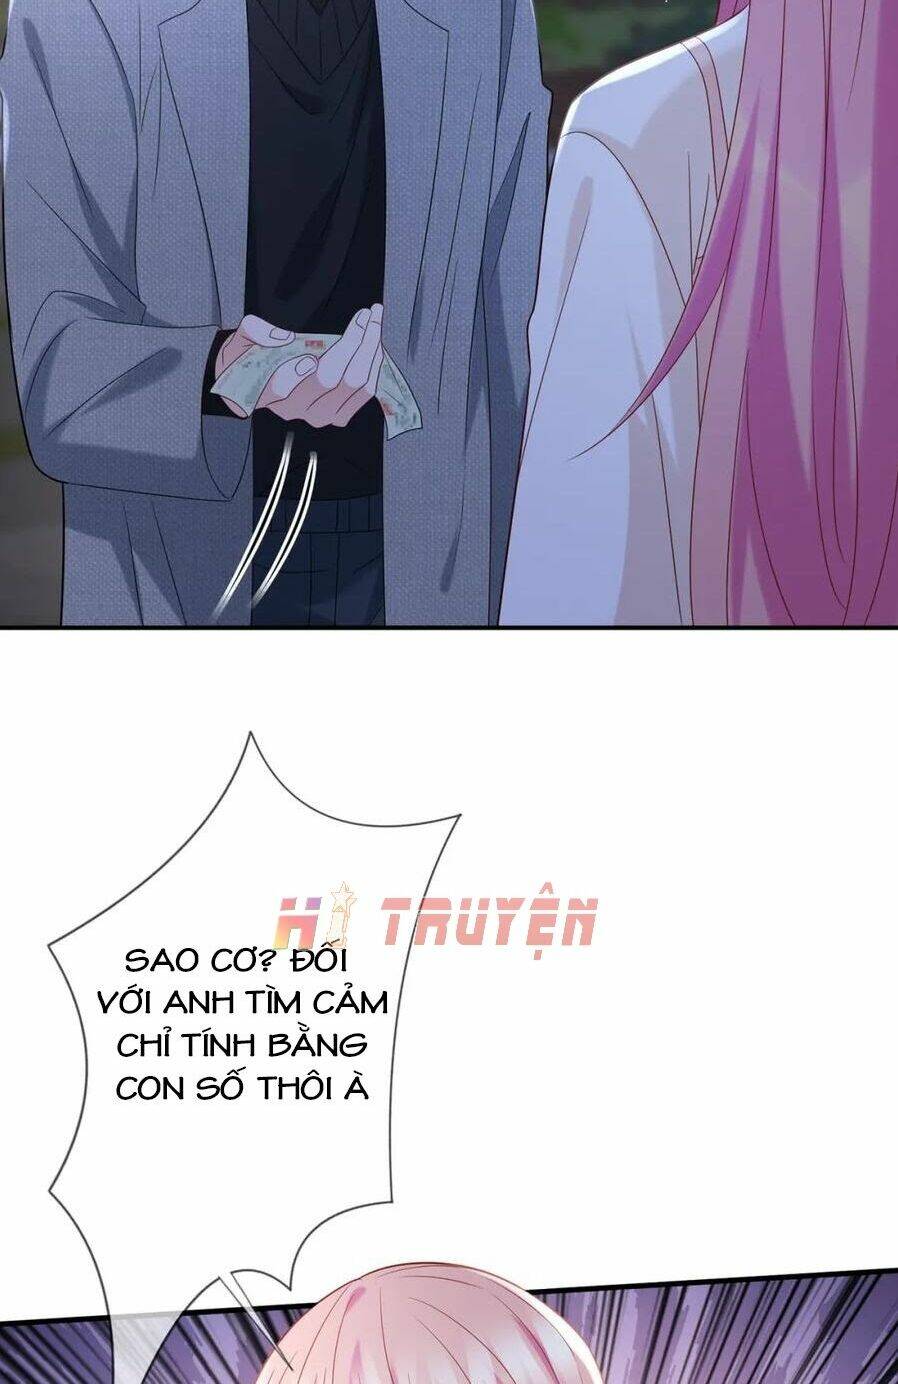 HI TRUYỆN
SAO CƠ? ĐỐI
VỚI ANH TÌM CẢM
CHỈ TÍNH BẰNG
CON SỐ THÔI À